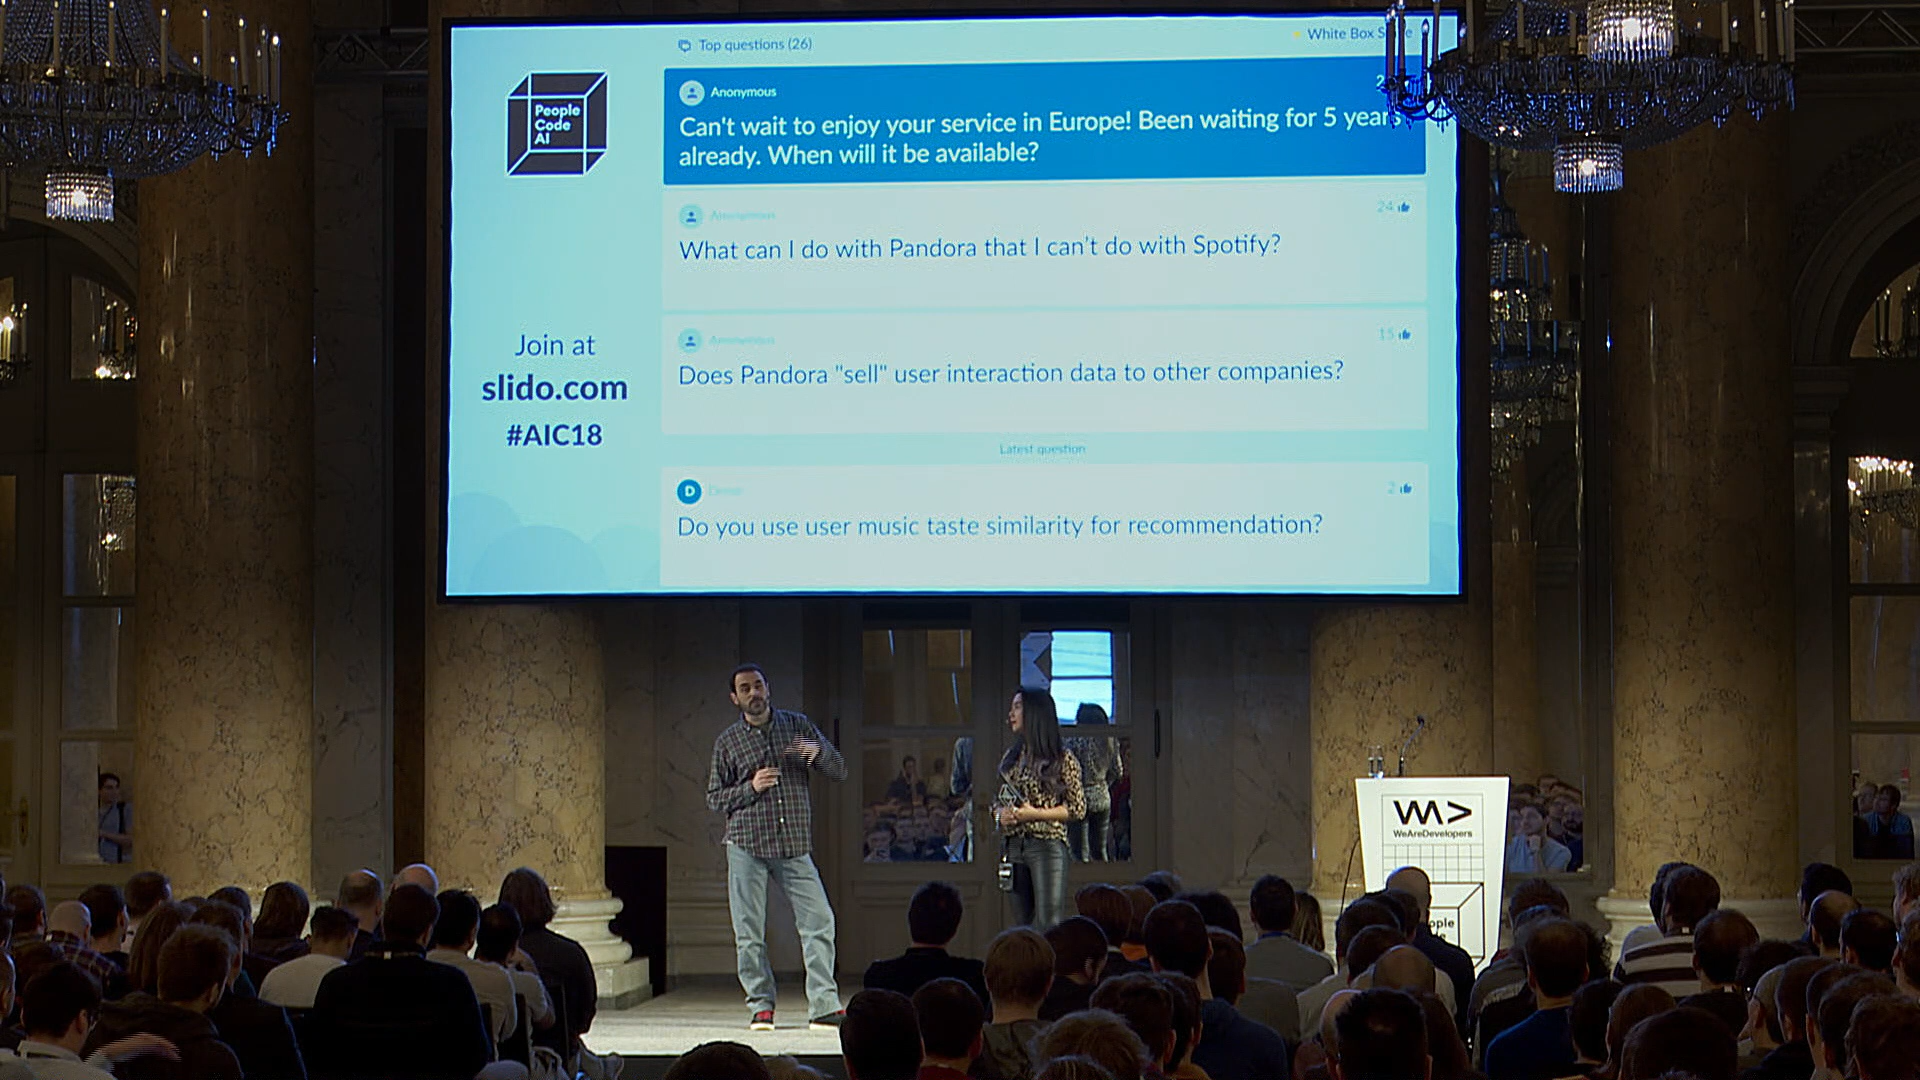 Top questions (26)
White Box
People
Code
AI
Anonymous
Can't wait to enjoy your service in Europe! Been waiting for 5 years
already. When will it be available?
Anonymous
24
What can I do with Pandora that I can't do with Spotify?
Anonymous
15
Does Pandora "sell" user interaction data to other companies?
Join at
slido.com
#AIC18
Latest question
D
2
Do you use user music taste similarity for recommendation?
WeAreDevelopers